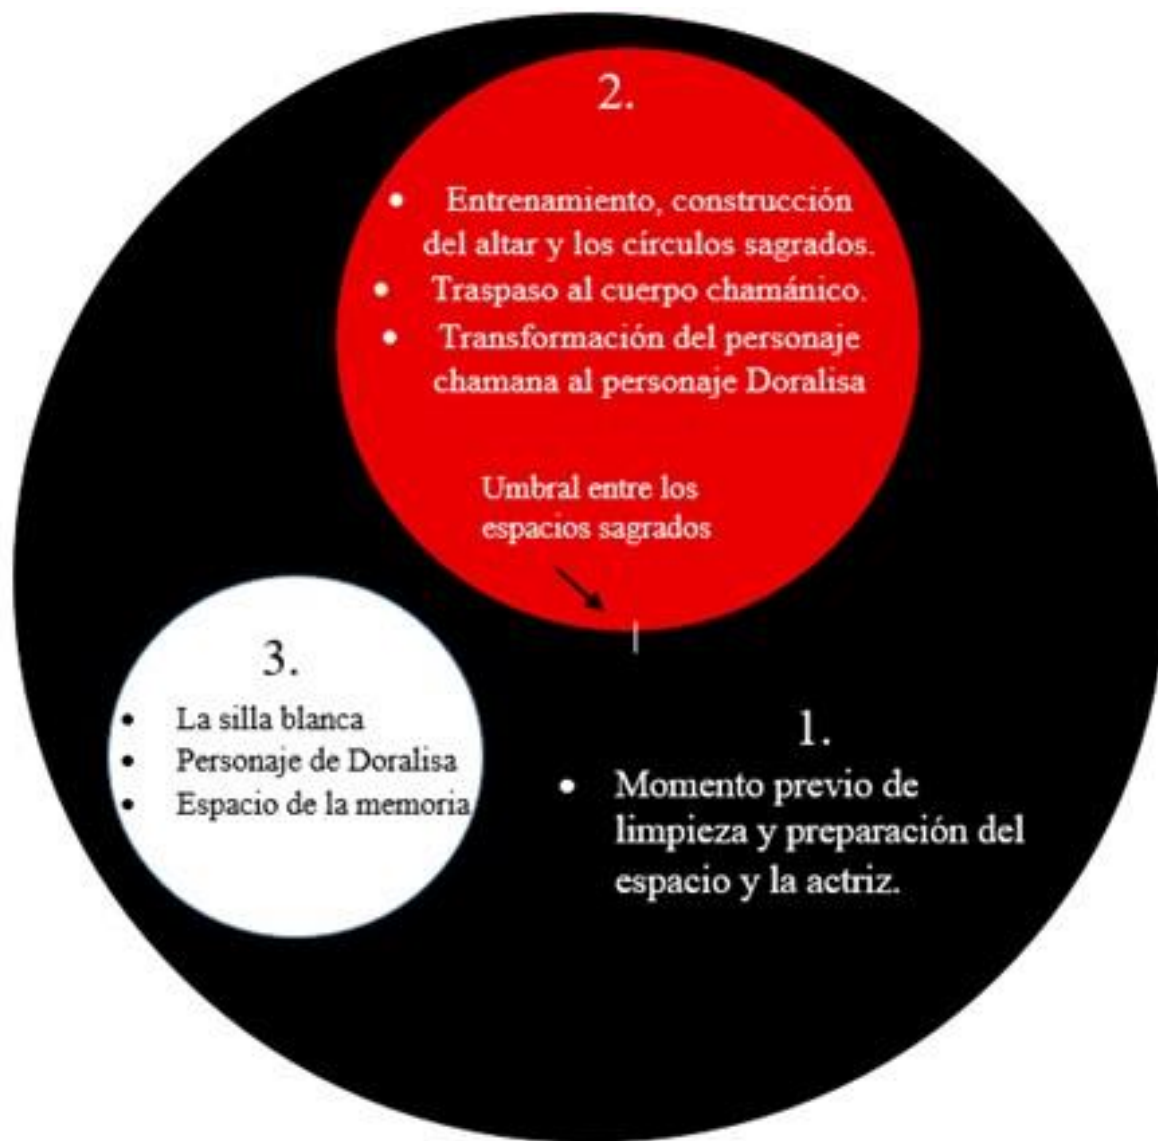 2.
• Entrenamiento, construcción
del altar y los círculos sagrados.
• Traspaso al cuerpo chamánico.
• Transformación del personaje
chamana al personaje Doralisa
Umbral entre los
espacios sagrados
3.
• La silla blanca
• Personaje de Doralisa
• Espacio de la memoria
1.
• Momento previo de
limpieza y preparación del
espacio y la actriz.